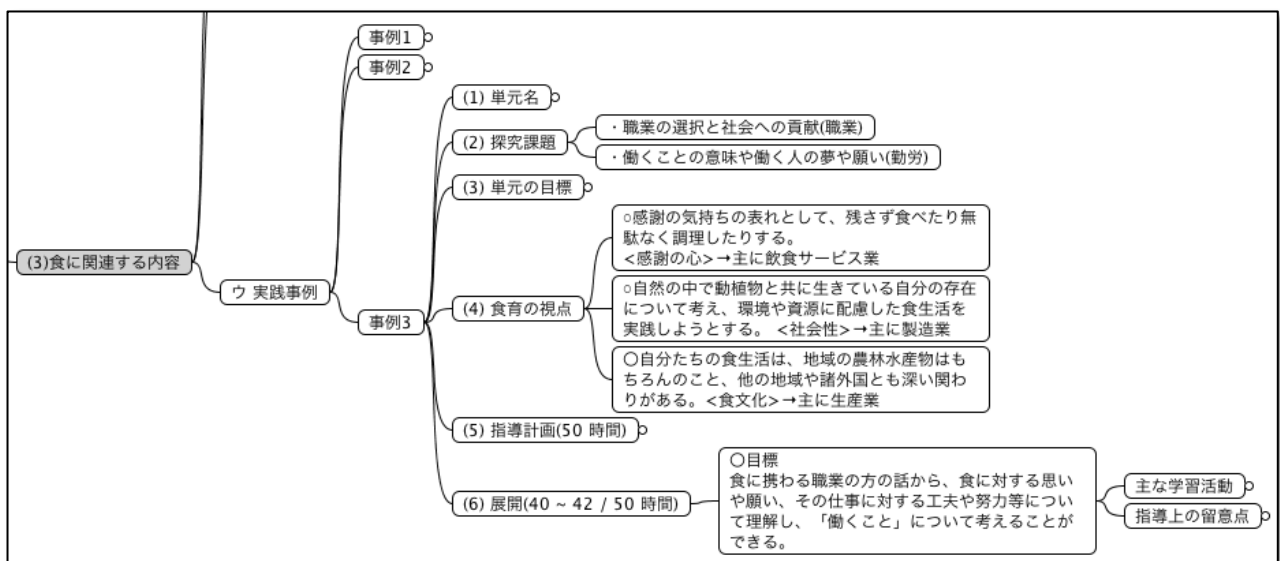 事例1
事例2
(1) 単元名
(2) 探究課題
・職業の選択と社会への貢献(職業)
・働くことの意味や働く人の夢や願い(勤労)
(3) 単元の目標
(3)食に関連する内容
ウ 実践事例
事例3
(4) 食育の視点
○感謝の気持ちの表れとして、残さず食べたり無
駄なく調理したりする。
<感謝の心>→主に飲食サービス業
○自然の中で動植物と共に生きている自分の存在
について考え、環境や資源に配慮した食生活を
実践しようとする。 <社会性>→主に製造業
〇自分たちの食生活は、地域の農林水産物はも
ちろんのこと、他の地域や諸外国とも深い関わ
りがある。<食文化>→主に生産業
(5) 指導計画(50 時間)
(6) 展開(40 ~ 42 / 50 時間)
〇目標
食に携わる職業の方の話から、食に対する思い
や願い、その仕事に対する工夫や努力等につい
て理解し、「働くこと」について考えることが
できる。
主な学習活動
指導上の留意点